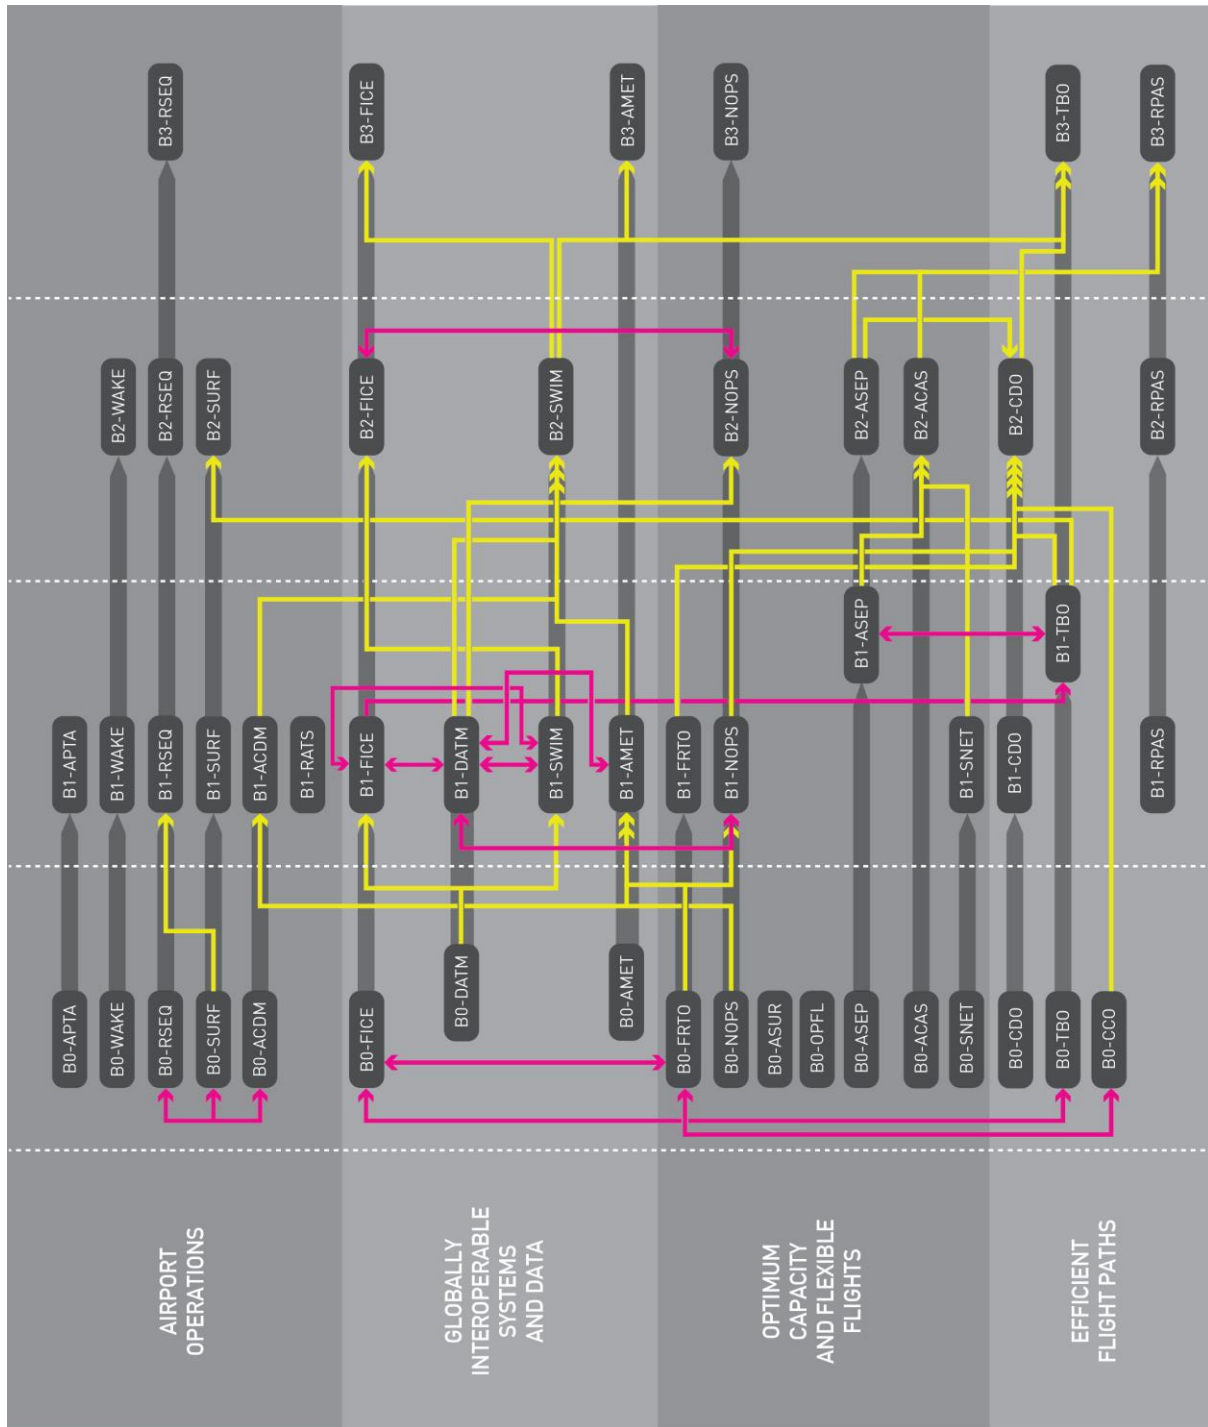 AIRPORT
OPERATIONS
B0-APTA
B1-APTA
B0-WAKE
B1-WAKE
B2-WAKE
B0-RSEQ
B1-RSEQ
B2-RSEQ
B3-RSEQ
B0-SURF
B1-SURF
B2-SURF
B0-ACDM
B1-ACDM
B1-RATS
GLOBALLY
INTEROPERABLE
SYSTEMS
AND DATA
B0-FICE
B1-FICE
B2-FICE
B3-FICE
B0-DATM
B1-DATM
B1-SWIM
B2-SWIM
B0-AMET
B1-AMET
B3-AMET
OPTIMUM
CAPACITY
AND FLEXIBLE
FLIGHTS
B0-FRTO
B1-FRTO
B0-NOPS
B1-NOPS
B2-NOPS
B3-NOPS
B0-ASUR
B0-OPFL
B0-ASEP
B1-ASEP
B2-ASEP
B0-ACAS
B2-ACAS
B0-SNET
B1-SNET
EFFICIENT
FLIGHT PATHS
B0-CDO
B1-CDO
B2-CDO
B0-TBO
B1-TBO
B3-TBO
B0-CCO
B1-RPAS
B2-RPAS
B3-RPAS